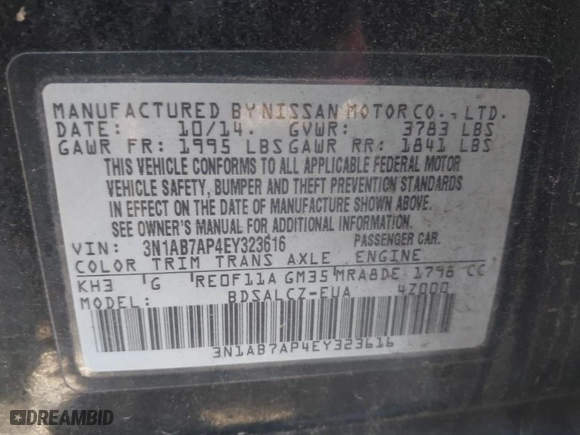 MANUFACTURED BY NISSAN MOTOR CO., LTD.
DATE: 10/14. GVWR: 3783 LBS
GAWR FR: 1995 LBS GAWR RR: 1841 LBS
THIS VEHICLE CONFORMS TO ALL APPLICABLE FEDERAL MOTOR
VEHICLE SAFETY, BUMPER AND THEFT PREVENTION STANDARDS
IN EFFECT ON THE DATE OF MANUFACTURE SHOWN ABOVE.
SEE OWNER'S MANUAL FOR ADDITIONAL INFORMATION.
VIN: 3N1AB7AP4EY323616 PASSENGER CAR.
COLOR TRIM TRANS AXLE ENGINE
KH3 G RE0F11A GM35 MRA8DE 1798 CC
BDSALCZ-EUA 4Z000
3N1AB7AP4EY323616
DREAMBID